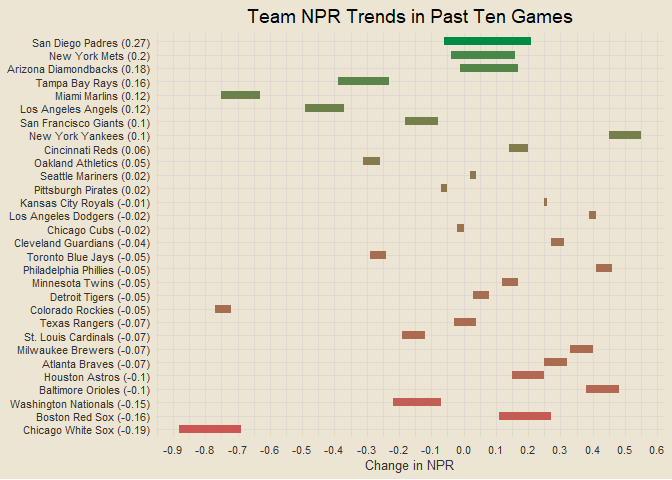 Team NPR Trends in Past Ten Games
San Diego Padres (0.27)
New York Mets (0.2)
Arizona Diamondbacks (0.18)
Tampa Bay Rays (0.16)
Miami Marlins (0.12)
Los Angeles Angels (0.12)
San Francisco Giants (0.1)
New York Yankees (0.1)
Cincinnati Reds (0.06)
Oakland Athletics (0.05)
Seattle Mariners (0.02)
Pittsburgh Pirates (0.02)
Kansas City Royals (-0.01)
Los Angeles Dodgers (-0.02)
Chicago Cubs (-0.02)
Cleveland Guardians (-0.04)
Toronto Blue Jays (-0.05)
Philadelphia Phillies (-0.05)
Minnesota Twins (-0.05)
Detroit Tigers (-0.05)
Colorado Rockies (-0.05)
Texas Rangers (-0.07)
St. Louis Cardinals (-0.07)
Milwaukee Brewers (-0.07)
Atlanta Braves (-0.07)
Houston Astros (-0.1)
Baltimore Orioles (-0.1)
Washington Nationals (-0.15)
Boston Red Sox (-0.16)
Chicago White Sox (-0.19)
-0.9 -0.8 -0.7 -0.6 -0.5 -0.4 -0.3 -0.2 -0.1 0.0 0.1 0.2 0.3 0.4 0.5 0.6
Change in NPR